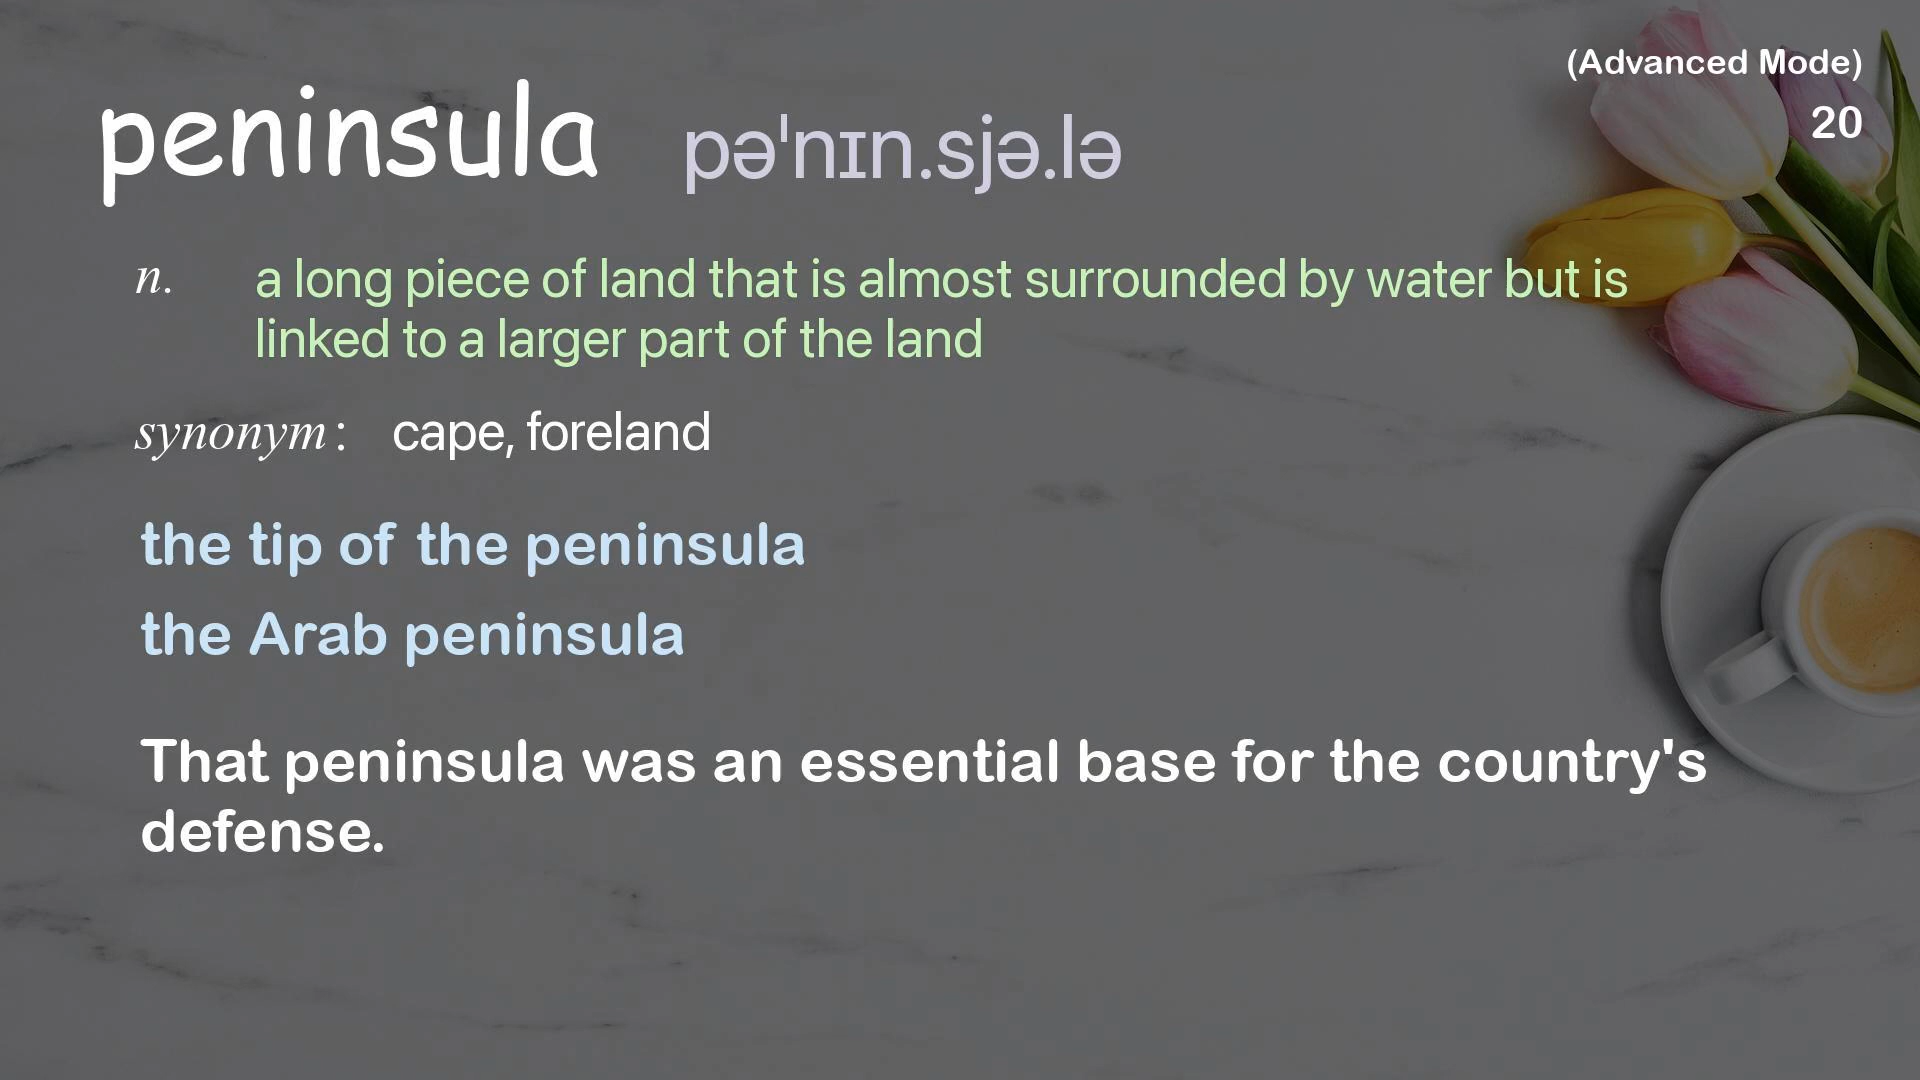 (Advanced Mode)
peninsula pəˈnɪn.sjə.lə
20
n. a long piece of land that is almost surrounded by water but is
linked to a larger part of the land
synonym: cape, foreland
the tip of the peninsula
the Arab peninsula
That peninsula was an essential base for the country's
defense.